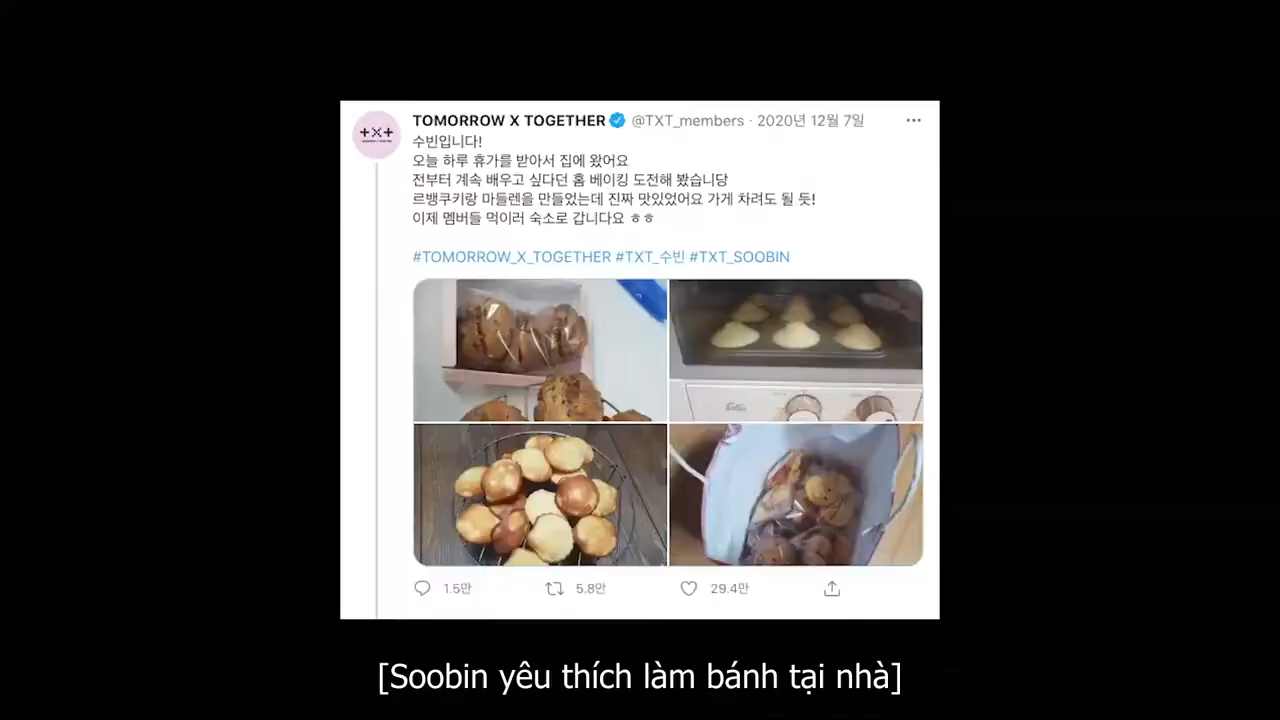 TOMORROW X TOGETHER @TXT_members · 2020년 12월 7일
수빈입니다!
오늘 하루 휴가를 받아서 집에 왔어요
전부터 계속 배우고 싶다던 홈 베이킹 도전해 봤습니당
르뱅쿠키랑 마들렌을 만들었는데 진짜 맛있었어요 가게 차려도 될 듯!
이제 멤버들 먹이러 숙소로 갑니다요 ㅎㅎ
#TOMORROW_X_TOGETHER #TXT_수빈 #TXT_SOOBIN
1.5만 5.8만 29.4만
[Soobin yêu thích làm bánh tại nhà]